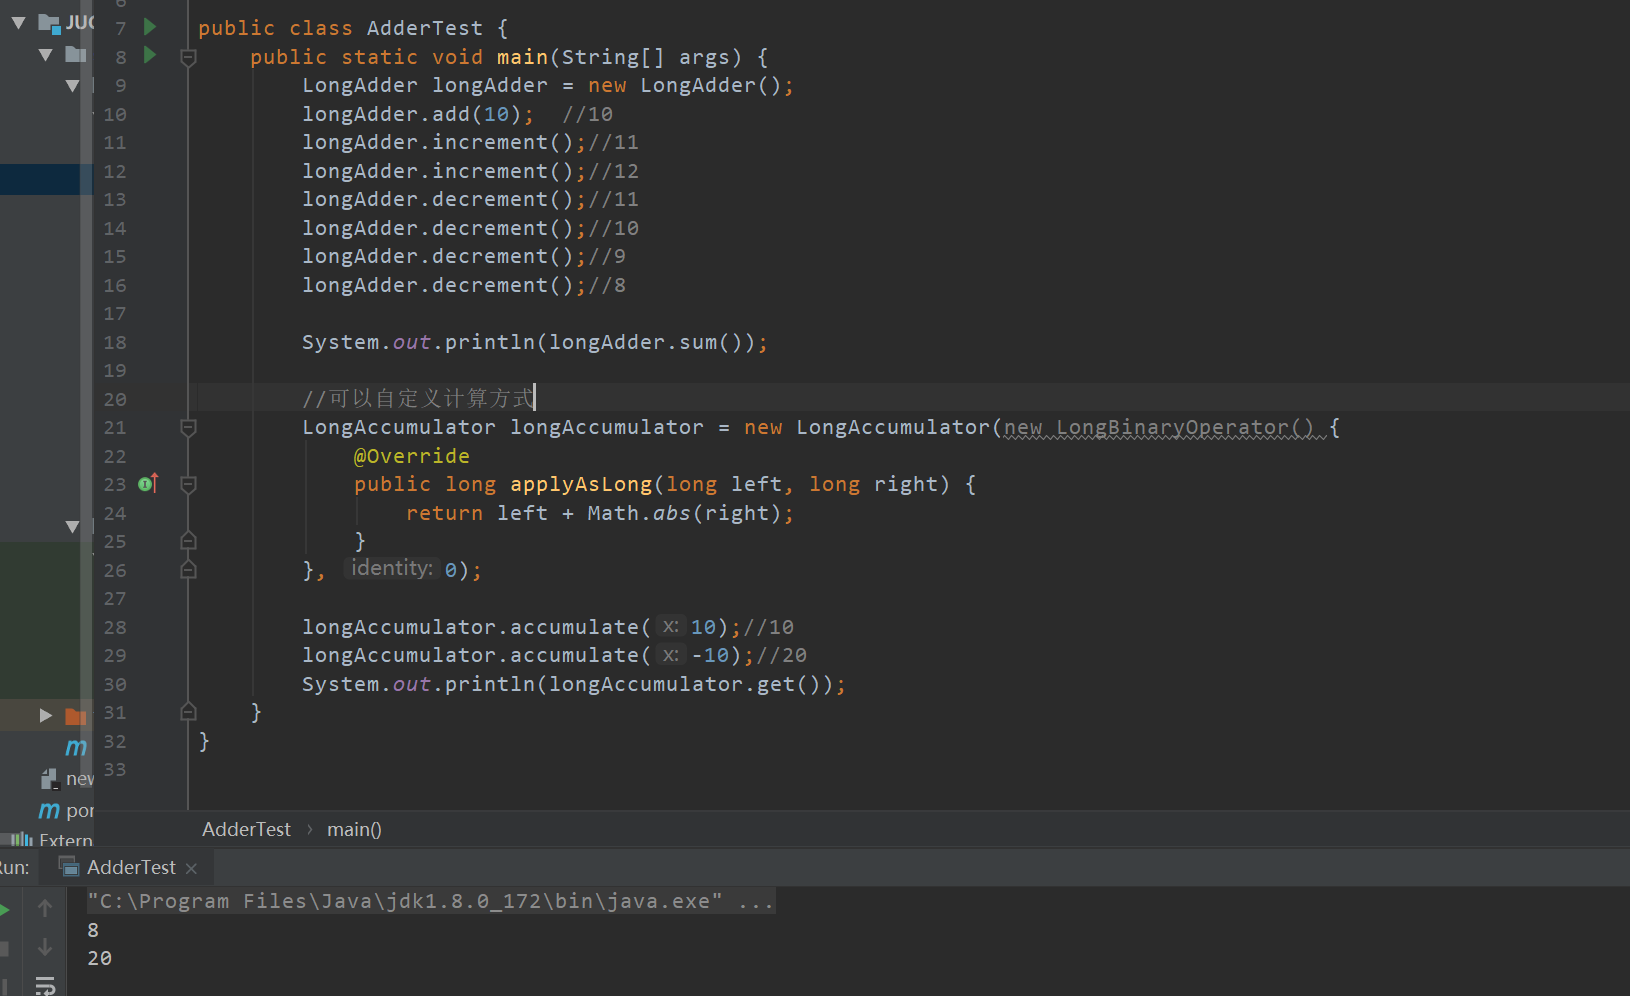 JUC
6
7 public class AdderTest {
8 public static void main(String[] args) {
9 LongAdder longAdder = new LongAdder();
10 longAdder.add(10);  //10
11 longAdder.increment();//11
12 longAdder.increment();//12
13 longAdder.decrement();//11
14 longAdder.decrement();//10
15 longAdder.decrement();//9
16 longAdder.decrement();//8
17
18 System.out.println(longAdder.sum());
19
20 //可以自定义计算方式
21 LongAccumulator longAccumulator = new LongAccumulator(new LongBinaryOperator() {
22 @Override
23 public long applyAsLong(long left, long right) {
24 return left + Math.abs(right);
25 }
26 }, identity: 0);
27
28 longAccumulator.accumulate( x: 10);//10
29 longAccumulator.accumulate( x: -10);//20
30 System.out.println(longAccumulator.get());
31 }
32 }
33
m
new
m por
Extern
AdderTest › main()
Run: AdderTest ×
"C:\Program Files\Java\jdk1.8.0_172\bin\java.exe" ...
8
20